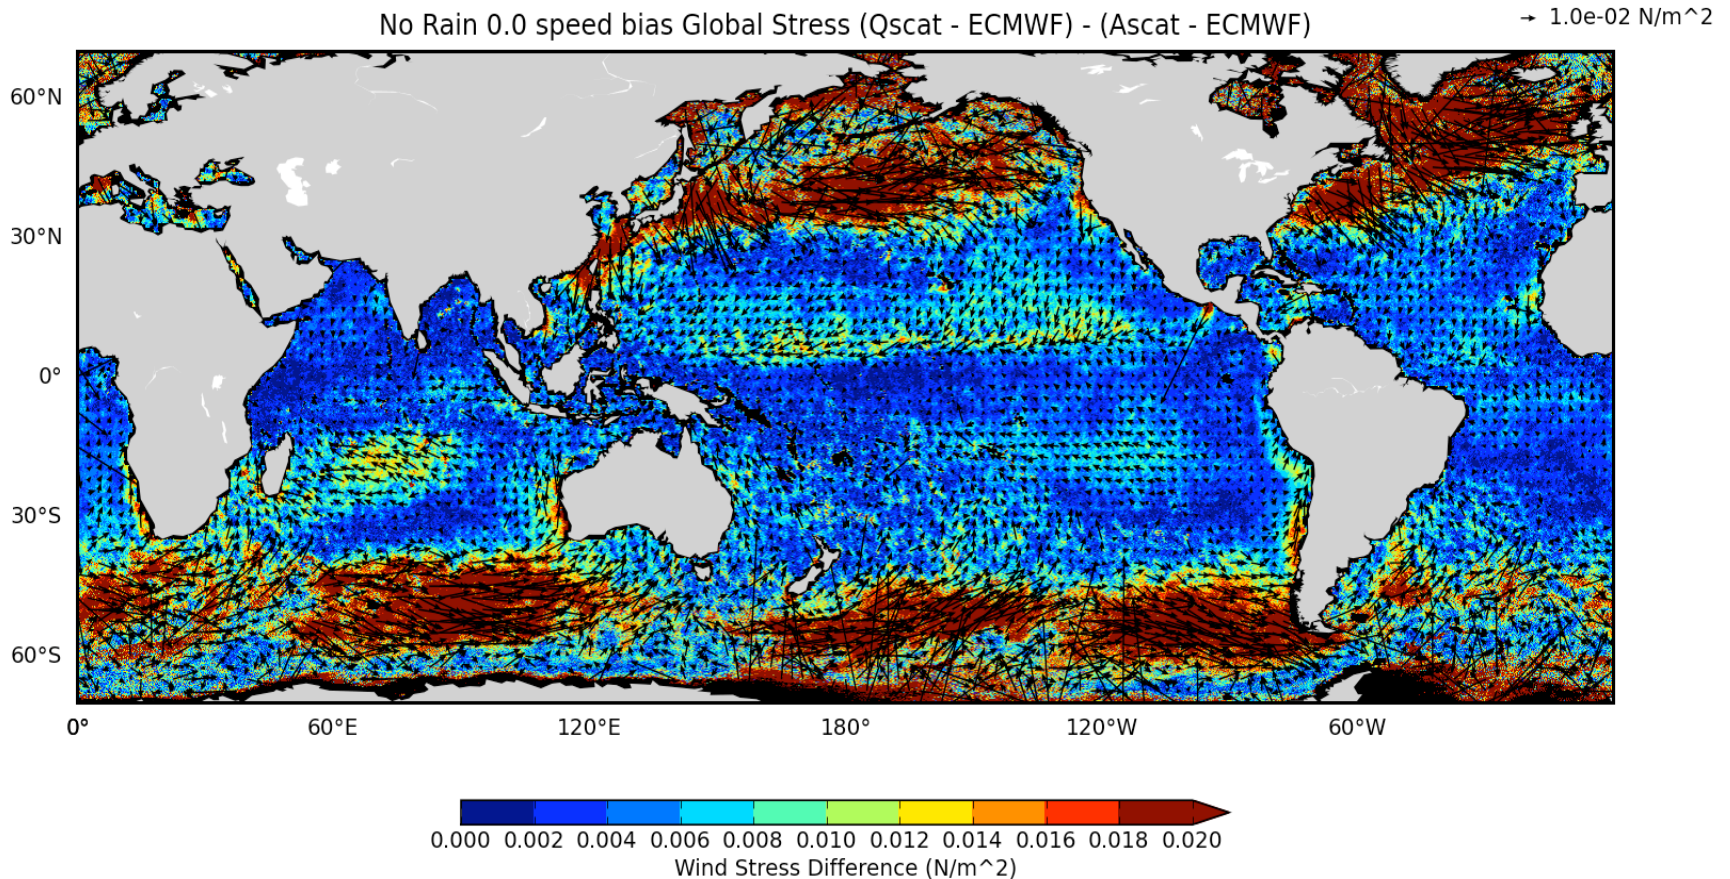 No Rain 0.0 speed bias Global Stress (Qscat - ECMWF) - (Ascat - ECMWF)
1.0e-02 N/m^2
60°N
30°N
0°
30°S
60°S
0° 60°E 120°E 180° 120°W 60°W
0.000 0.002 0.004 0.006 0.008 0.010 0.012 0.014 0.016 0.018 0.020
Wind Stress Difference (N/m^2)